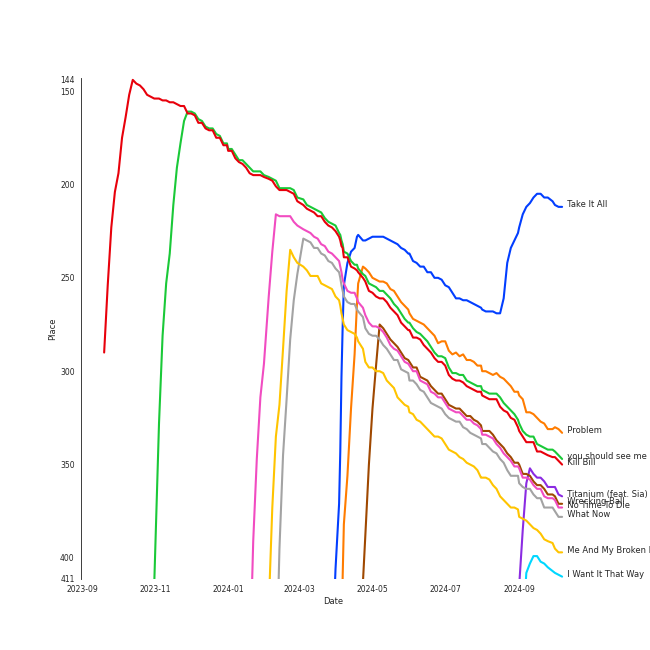 144
150
200
250
300
350
400
411
Place
2023-09
2023-11
2024-01
2024-03
2024-05
2024-07
2024-09
Date
Take It All
Problem
you should see me
Kill Bill
Titanium (feat. Sia)
Wrecking Ball
No Time To Die
What Now
Me And My Broken
I Want It That Way